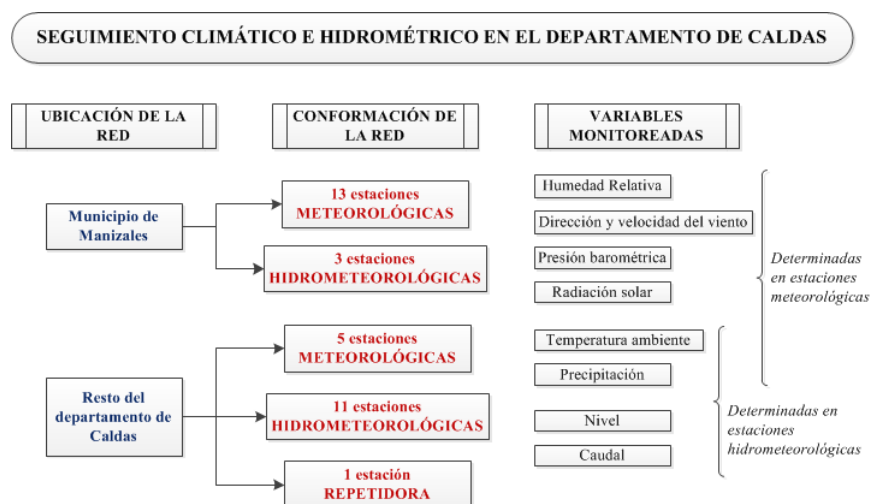 SEGUIMIENTO CLIMÁTICO E HIDROMÉTRICO EN EL DEPARTAMENTO DE CALDAS
UBICACIÓN DE LA
RED
CONFORMACIÓN DE
LA RED
VARIABLES
MONITOREADAS
Municipio de
Manizales
13 estaciones
METEOROLÓGICAS
3 estaciones
HIDROMETEOROLÓGICAS
Resto del
departamento de
Caldas
5 estaciones
METEOROLÓGICAS
11 estaciones
HIDROMETEOROLÓGICAS
1 estación
REPETIDORA
Humedad Relativa
Dirección y velocidad del viento
Presión barométrica
Radiación solar
Temperatura ambiente
Precipitación
Nivel
Caudal
Determinadas
en estaciones
meteorológicas
Determinadas en
estaciones
hidrometeorológicas